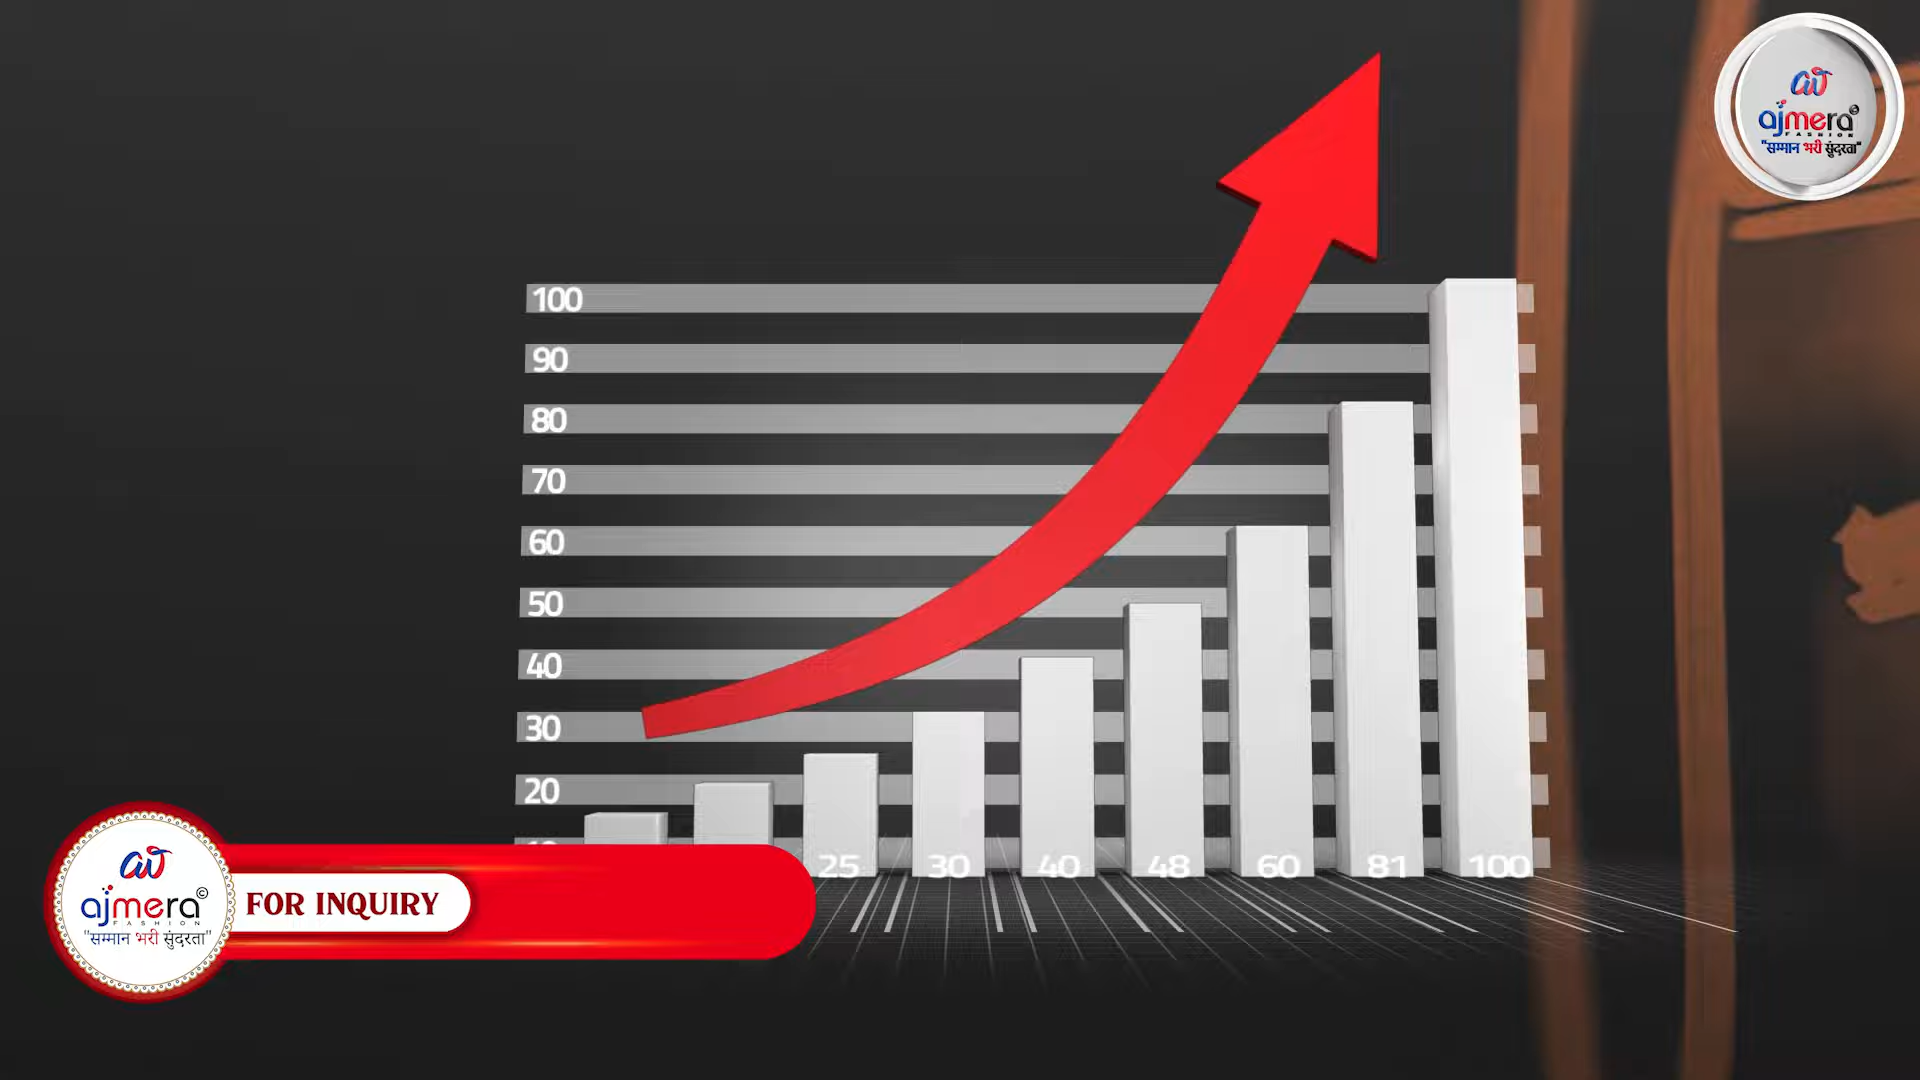 ajmera©
FASHION
"सम्मान भरी सुंदरता"
100
90
80
70
60
50
40
30
20
25 30 40 48 60 81 100
ajmera©
FASHION
"सम्मान भरी सुंदरता"
FOR INQUIRY